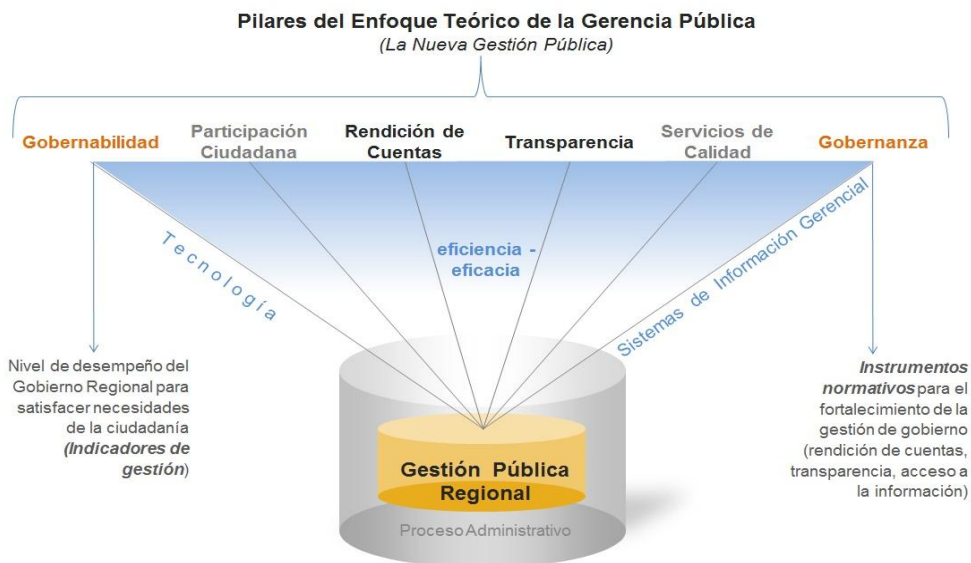 Pilares del Enfoque Teórico de la Gerencia Pública
(La Nueva Gestión Pública)
Gobernabilidad
Participación
Ciudadana
Rendición de
Cuentas
Transparencia
Servicios de
Calidad
Gobernanza
Tecnología
eficiencia -
eficacia
Sistemas de Información Gerencial
Nivel de desempeño del
Gobierno Regional para
satisfacer necesidades
de la ciudadanía
(Indicadores de
gestión)
Instrumentos
normativos para el
fortalecimiento de la
gestión de gobierno
(rendición de cuentas,
transparencia, acceso a
la información)
Gestión Pública
Regional
Proceso Administrativo